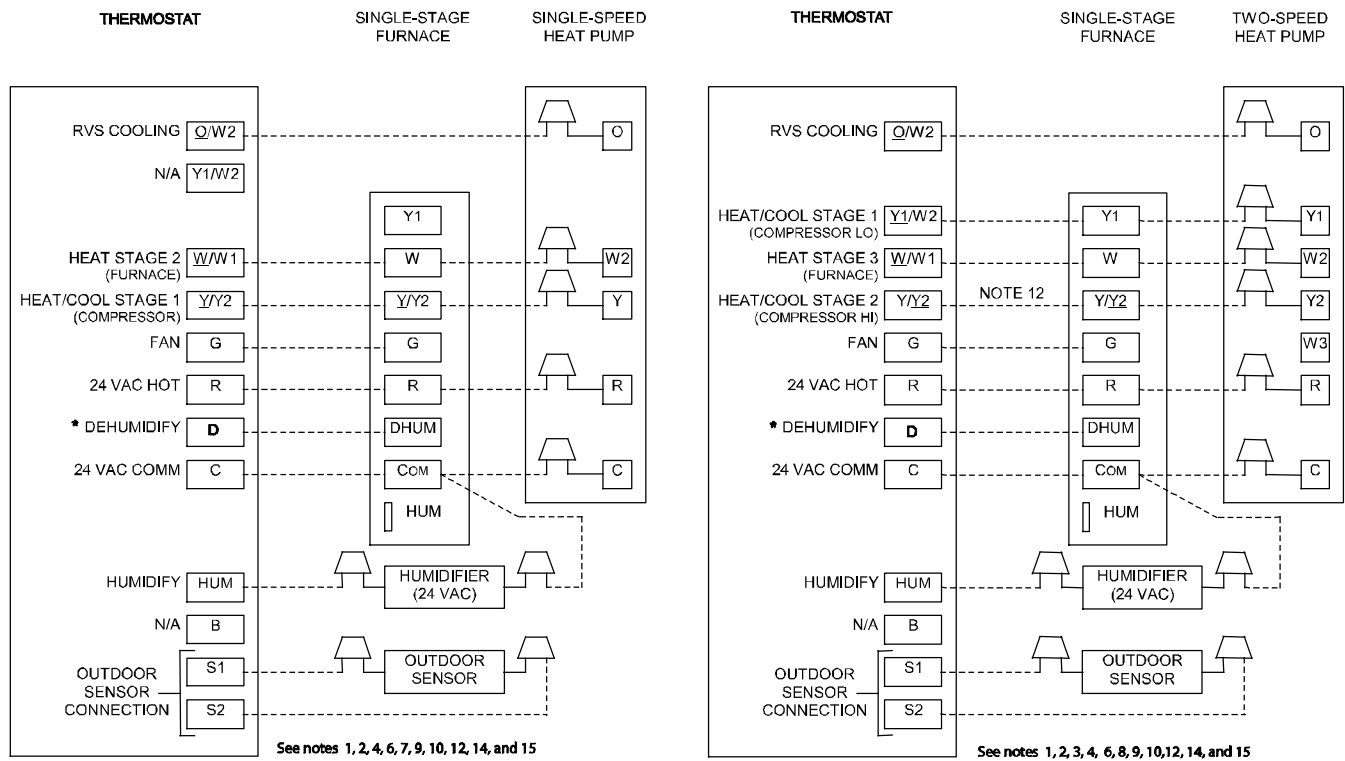 THERMOSTAT
SINGLE-STAGE
FURNACE
SINGLE-SPEED
HEAT PUMP
RVS COOLING O/W2 O
N/A Y1/W2
Y1
HEAT STAGE 2
(FURNACE)
W/W1 W W2
HEAT/COOL STAGE 1
(COMPRESSOR)
Y/Y2 Y/Y2 Y
FAN G G
24 VAC HOT R R R
* DEHUMIDIFY D DHUM
24 VAC COMM C COM C
HUM
HUMIDIFY HUM
HUMIDIFIER
(24 VAC)
N/A B
OUTDOOR
SENSOR
CONNECTION
S1
S2
OUTDOOR
SENSOR
See notes 1, 2, 4, 6, 7, 9, 10, 12, 14, and 15
THERMOSTAT
SINGLE-STAGE
FURNACE
TWO-SPEED
HEAT PUMP
RVS COOLING O/W2 O
HEAT/COOL STAGE 1
(COMPRESSOR LO)
Y1/W2 Y1 Y1
HEAT STAGE 3
(FURNACE)
W/W1 W W2
HEAT/COOL STAGE 2
(COMPRESSOR HI)
Y/Y2 NOTE 12 Y/Y2 Y2
FAN G G W3
24 VAC HOT R R R
* DEHUMIDIFY D DHUM
24 VAC COMM C COM C
HUM
HUMIDIFY HUM
HUMIDIFIER
(24 VAC)
N/A B
OUTDOOR
SENSOR
CONNECTION
S1
S2
OUTDOOR
SENSOR
See notes 1, 2, 3, 4, 6, 8, 9, 10,12, 14, and 15